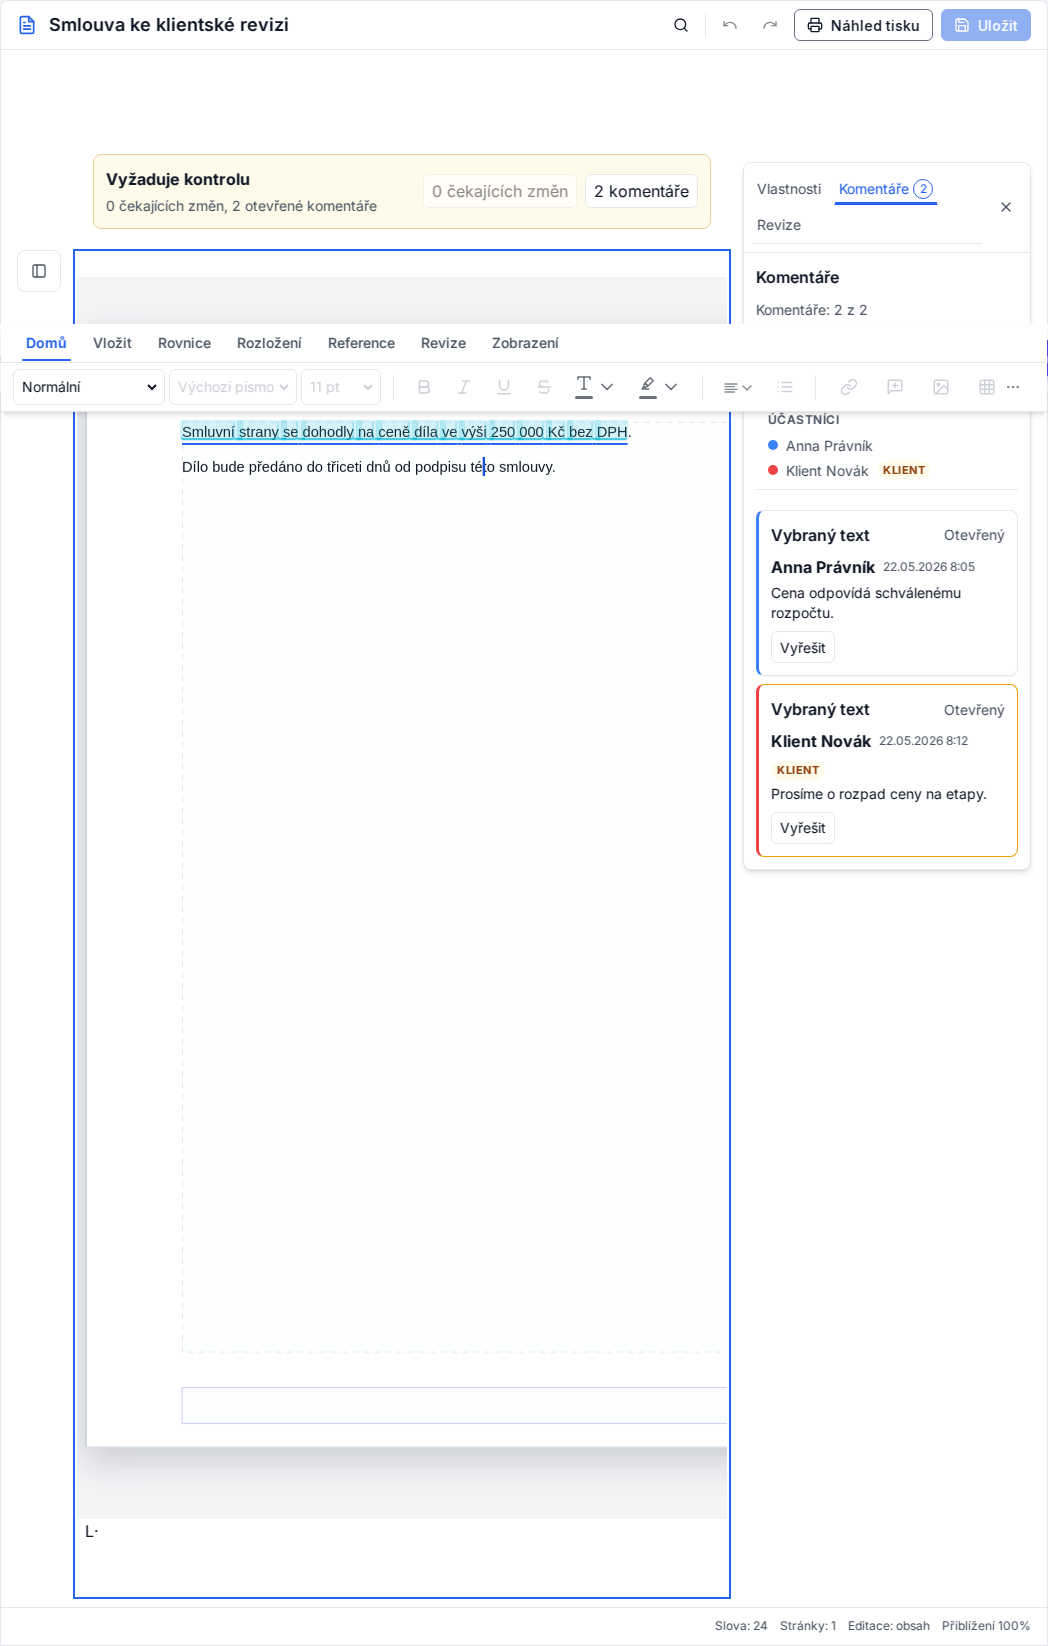 Smlouva ke klientské revizi
Náhled tisku
Uložit
Vyžaduje kontrolu
0 čekajících změn, 2 otevřené komentáře
0 čekajících změn
2 komentáře
Vlastnosti
Komentáře 2
Revize
Komentáře
Komentáře: 2 z 2
Domů Vložit Rovnice Rozložení Reference Revize Zobrazení
Normální
Výchozí písmo
11 pt
Smluvní strany se dohodly na ceně díla ve výši 250 000 Kč bez DPH.
Dílo bude předáno do třiceti dnů od podpisu této smlouvy.
ÚČASTNÍCI
Anna Právník
Klient Novák KLIENT
Vybraný text Otevřený
Anna Právník 22.05.2026 8:05
Cena odpovídá schválenému
rozpočtu.
Vyřešit
Vybraný text Otevřený
Klient Novák 22.05.2026 8:12
KLIENT
Prosíme o rozpad ceny na etapy.
Vyřešit
L·
Slova: 24 Stránky: 1 Editace: obsah Přiblížení 100%